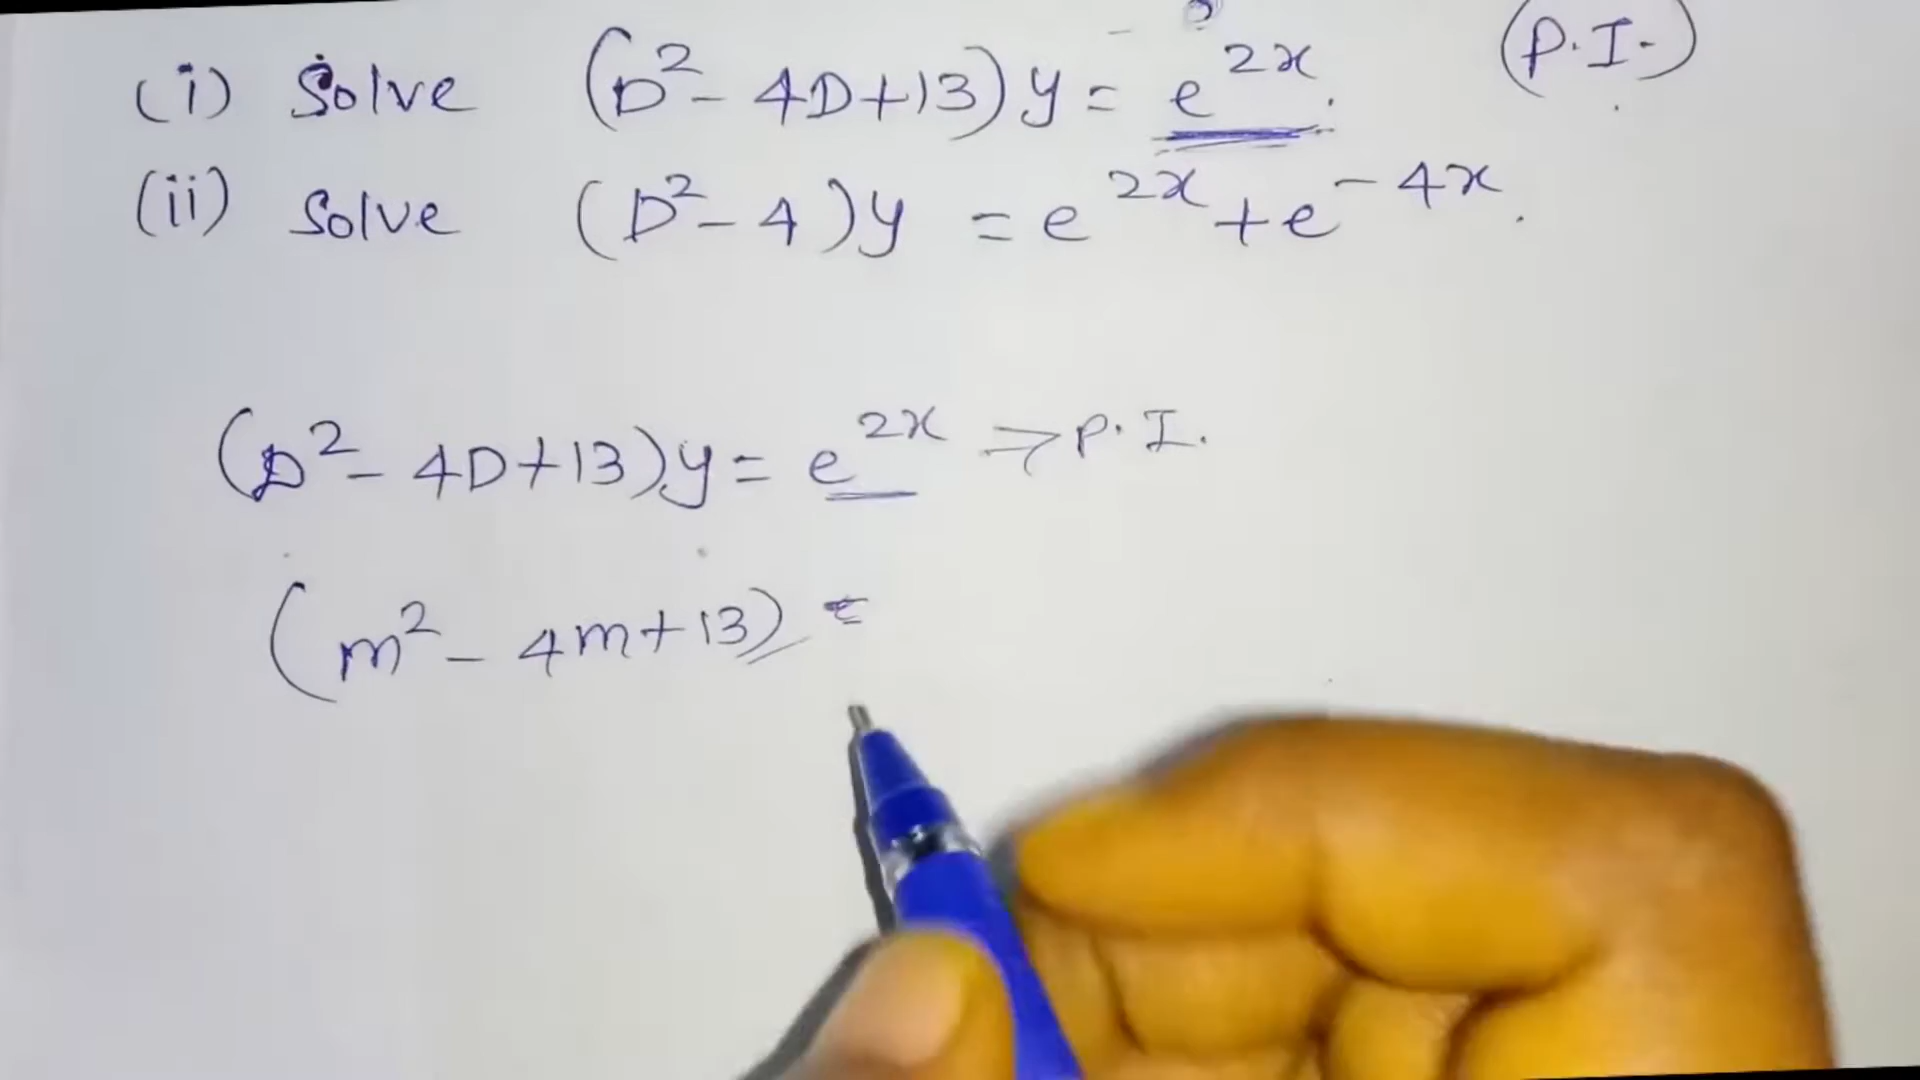 (P.I.)
(i) Solve (D²- 4D+13)y = e^2x.
(ii) Solve (D²- 4)y = e^2x + e^-4x.
(D²- 4D+13)y = e^2x ⇒ P.I.
(m² - 4m+13) =